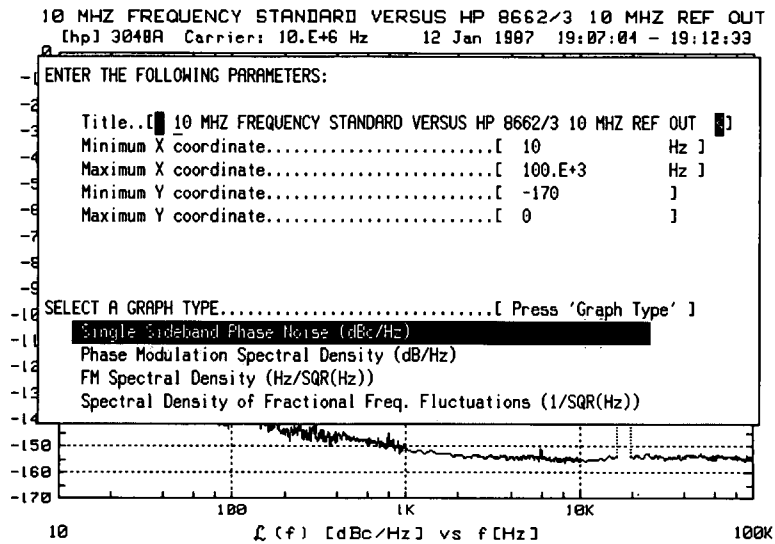 10 MHZ FREQUENCY STANDARD VERSUS HP 8662/3 10 MHZ REF OUT
[hp] 3048A Carrier: 10.E+6 Hz 12 Jan 1987 19:07:04 - 19:12:33
0
ENTER THE FOLLOWING PARAMETERS:
Title..[ 10 MHZ FREQUENCY STANDARD VERSUS HP 8662/3 10 MHZ REF OUT ]
Minimum X coordinate..........................[ 10 Hz ]
Maximum X coordinate..........................[ 100.E+3 Hz ]
Minimum Y coordinate..........................[ -170 ]
Maximum Y coordinate..........................[ 0 ]
SELECT A GRAPH TYPE...............................[ Press 'Graph Type' ]
Single Sideband Phase Noise (dBc/Hz)
Phase Modulation Spectral Density (dB/Hz)
FM Spectral Density (Hz/SQR(Hz))
Spectral Density of Fractional Freq. Fluctuations (1/SQR(Hz))
-150
-160
-170
10 100 1K 10K 100K
ℒ(f) [dBc/Hz] vs f[Hz]